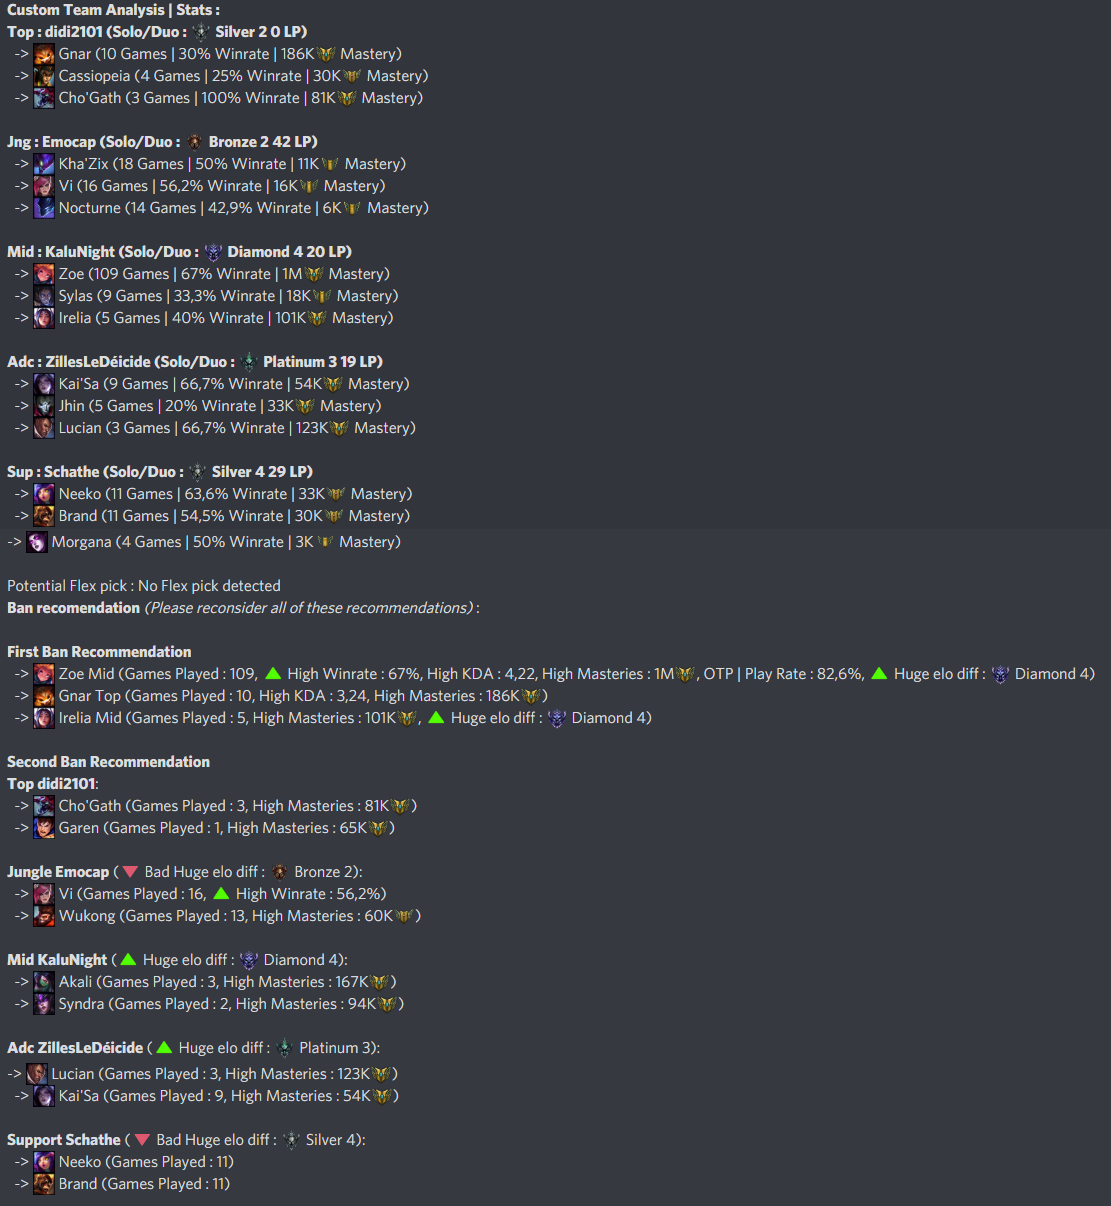 Custom Team Analysis | Stats :
Top : didi2101 (Solo/Duo : Silver 2 0 LP)
-> Gnar (10 Games | 30% Winrate | 186K Mastery)
-> Cassiopeia (4 Games | 25% Winrate | 30K Mastery)
-> Cho'Gath (3 Games | 100% Winrate | 81K Mastery)
Jng : Emocap (Solo/Duo : Bronze 2 42 LP)
-> Kha'Zix (18 Games | 50% Winrate | 11K Mastery)
-> Vi (16 Games | 56,2% Winrate | 16K Mastery)
-> Nocturne (14 Games | 42,9% Winrate | 6K Mastery)
Mid : KaluNight (Solo/Duo : Diamond 4 20 LP)
-> Zoe (109 Games | 67% Winrate | 1M Mastery)
-> Sylas (9 Games | 33,3% Winrate | 18K Mastery)
-> Irelia (5 Games | 40% Winrate | 101K Mastery)
Adc : ZillesLeDéicide (Solo/Duo : Platinum 3 19 LP)
-> Kai'Sa (9 Games | 66,7% Winrate | 54K Mastery)
-> Jhin (5 Games | 20% Winrate | 33K Mastery)
-> Lucian (3 Games | 66,7% Winrate | 123K Mastery)
Sup : Schathe (Solo/Duo : Silver 4 29 LP)
-> Neeko (11 Games | 63,6% Winrate | 33K Mastery)
-> Brand (11 Games | 54,5% Winrate | 30K Mastery)
-> Morgana (4 Games | 50% Winrate | 3K Mastery)
Potential Flex pick : No Flex pick detected
Ban recomendation (Please reconsider all of these recommendations) :
First Ban Recommendation
-> Zoe Mid (Games Played : 109, High Winrate : 67%, High KDA : 4,22, High Masteries : 1M, OTP | Play Rate : 82,6%, Huge elo diff : Diamond 4)
-> Gnar Top (Games Played : 10, High KDA : 3,24, High Masteries : 186K)
-> Irelia Mid (Games Played : 5, High Masteries : 101K, Huge elo diff : Diamond 4)
Second Ban Recommendation
Top didi2101:
-> Cho'Gath (Games Played : 3, High Masteries : 81K)
-> Garen (Games Played : 1, High Masteries : 65K)
Jungle Emocap ( Bad Huge elo diff : Bronze 2):
-> Vi (Games Played : 16, High Winrate : 56,2%)
-> Wukong (Games Played : 13, High Masteries : 60K)
Mid KaluNight ( Huge elo diff : Diamond 4):
-> Akali (Games Played : 3, High Masteries : 167K)
-> Syndra (Games Played : 2, High Masteries : 94K)
Adc ZillesLeDéicide ( Huge elo diff : Platinum 3):
-> Lucian (Games Played : 3, High Masteries : 123K)
-> Kai'Sa (Games Played : 9, High Masteries : 54K)
Support Schathe ( Bad Huge elo diff : Silver 4):
-> Neeko (Games Played : 11)
-> Brand (Games Played : 11)